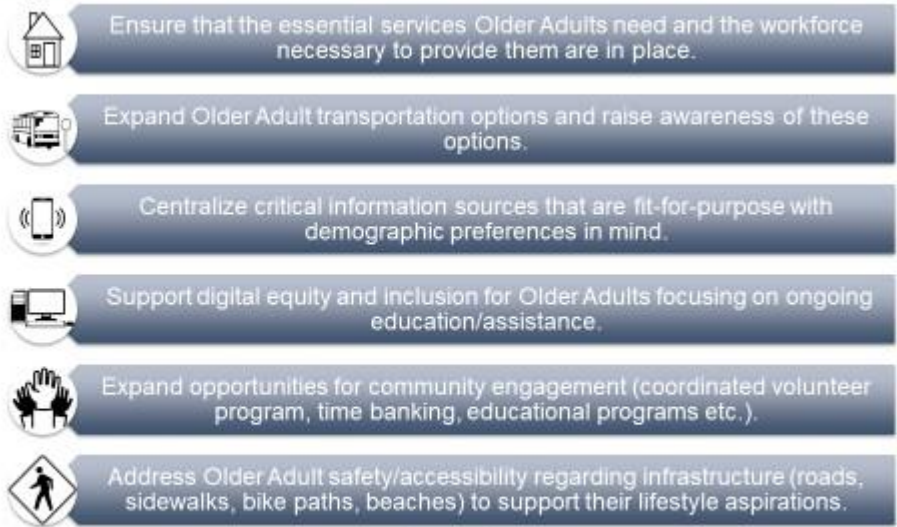 Ensure that the essential services Older Adults need and the workforce
necessary to provide them are in place.
Expand Older Adult transportation options and raise awareness of these
options.
Centralize critical information sources that are fit-for-purpose with
demographic preferences in mind.
Support digital equity and inclusion for Older Adults focusing on ongoing
education/assistance.
Expand opportunities for community engagement (coordinated volunteer
program, time banking, educational programs etc.).
Address Older Adult safety/accessibility regarding infrastructure (roads,
sidewalks, bike paths, beaches) to support their lifestyle aspirations.